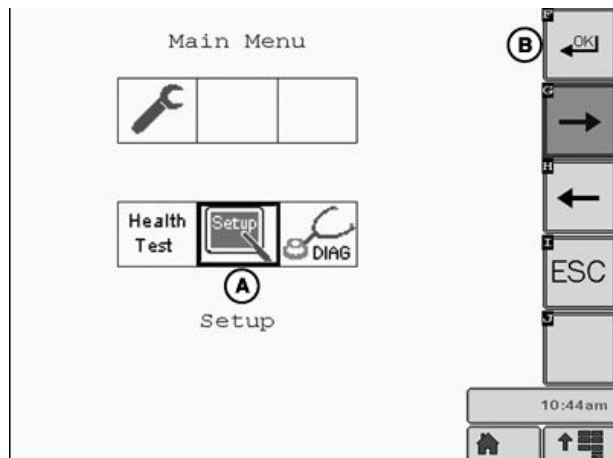 Main Menu
F
B
OK
G
H
Health
Test
Setup
DIAG
I
ESC
A
Setup
J
10:44am